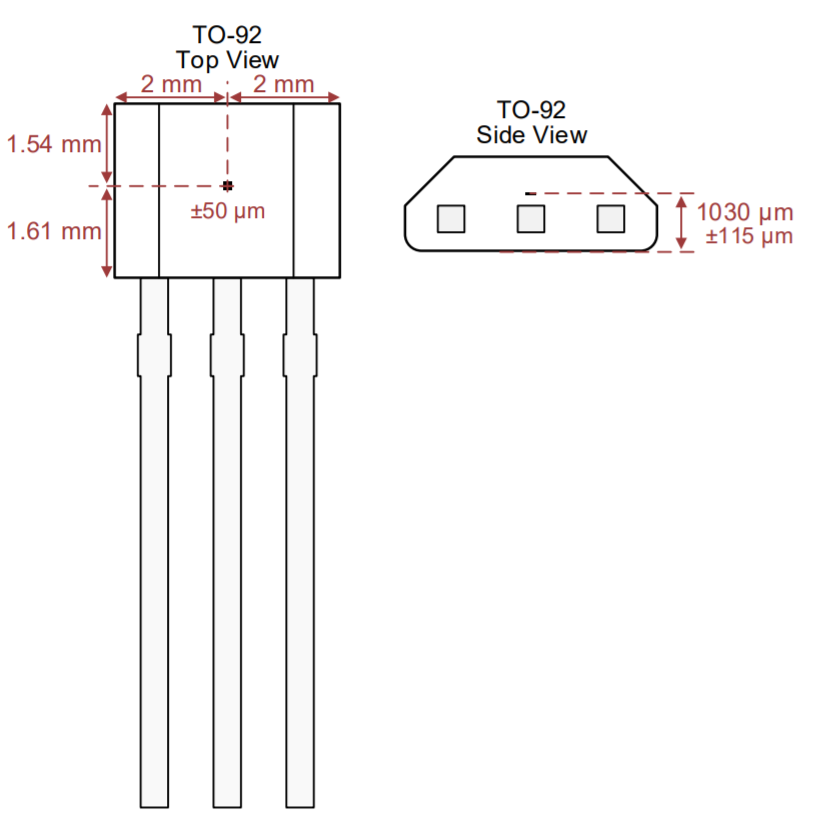 TO-92
Top View
2 mm
2 mm
1.54 mm
±50 µm
1.61 mm
TO-92
Side View
1030 µm
±115 µm